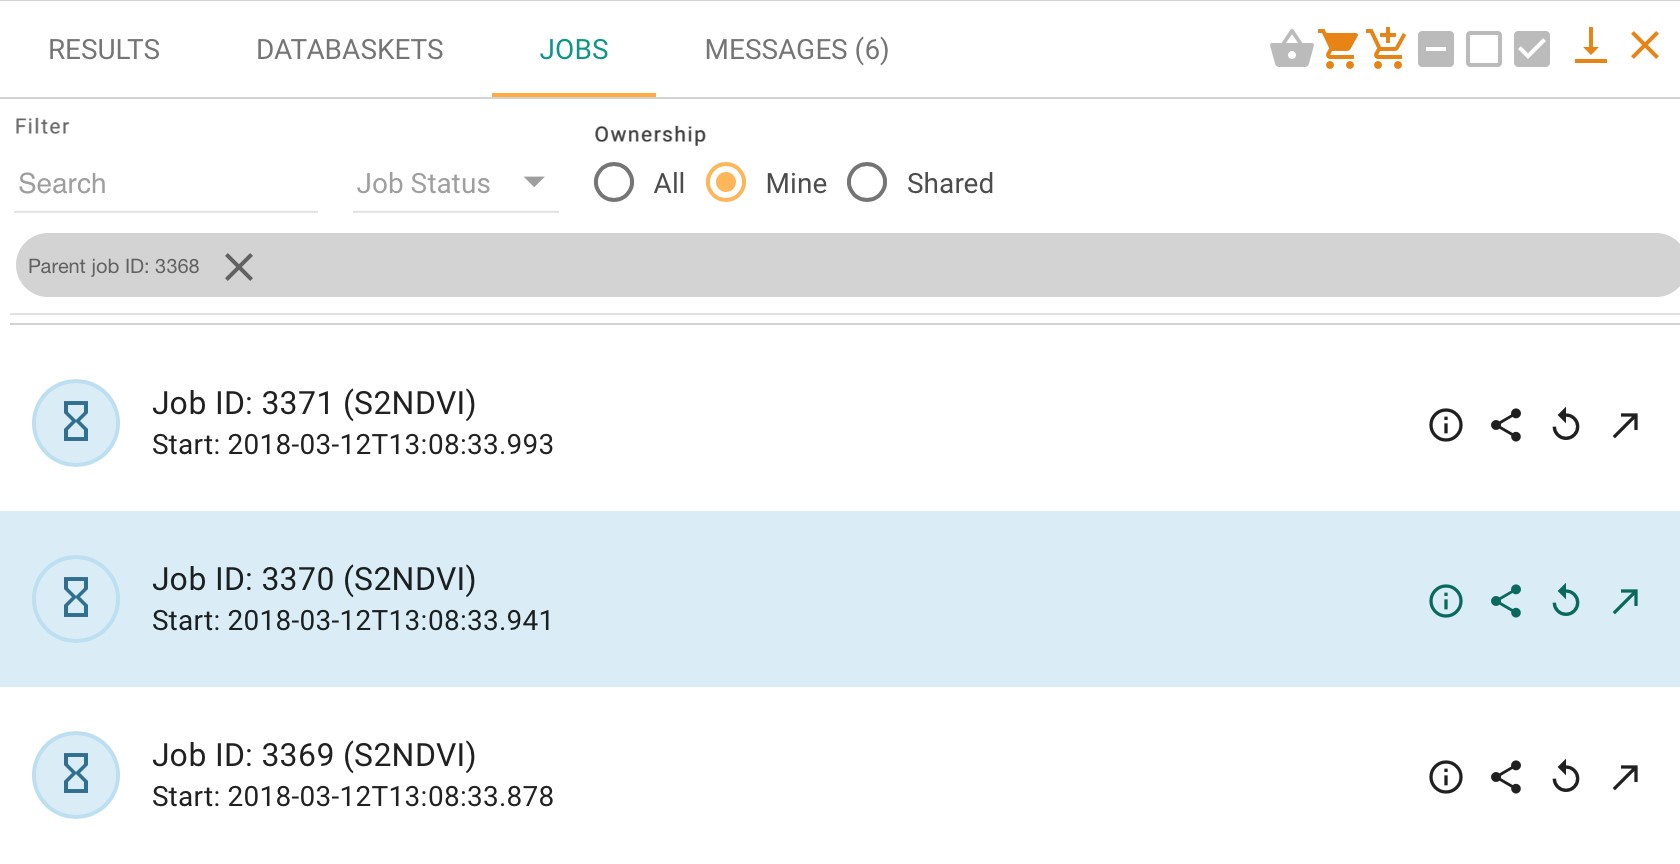 RESULTS DATABASKETS JOBS MESSAGES (6)
Filter
Ownership
Search Job Status All Mine Shared
Parent job ID: 3368
Job ID: 3371 (S2NDVI)
Start: 2018-03-12T13:08:33.993
Job ID: 3370 (S2NDVI)
Start: 2018-03-12T13:08:33.941
Job ID: 3369 (S2NDVI)
Start: 2018-03-12T13:08:33.878